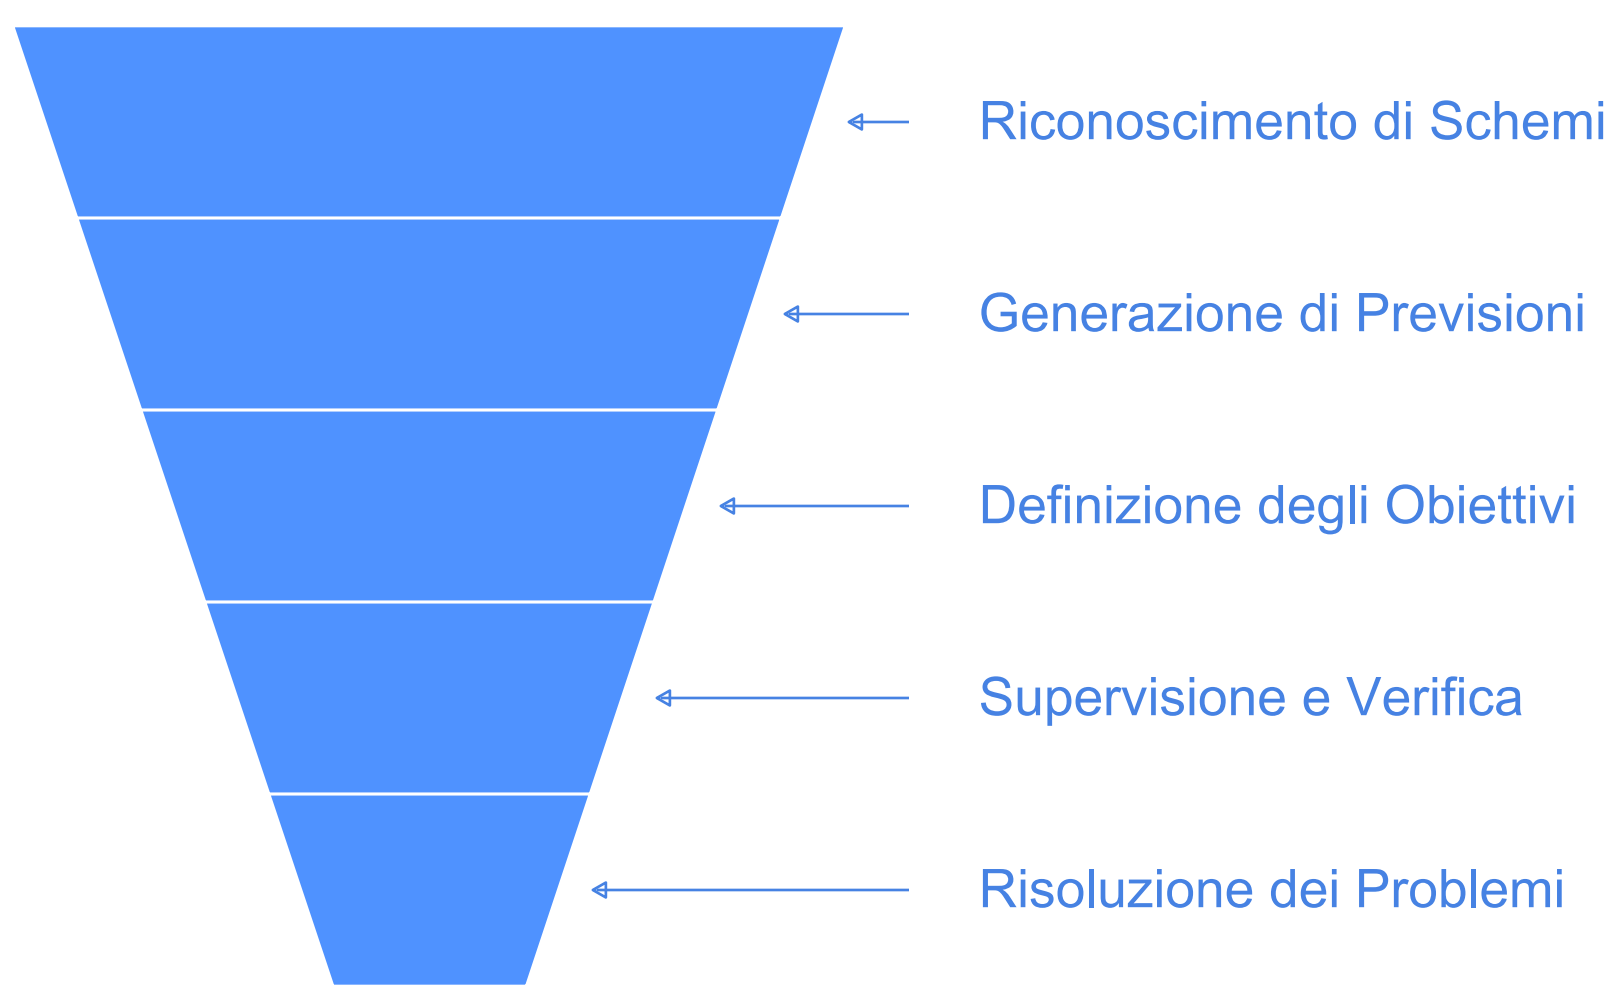 Riconoscimento di Schemi
Generazione di Previsioni
Definizione degli Obiettivi
Supervisione e Verifica
Risoluzione dei Problemi